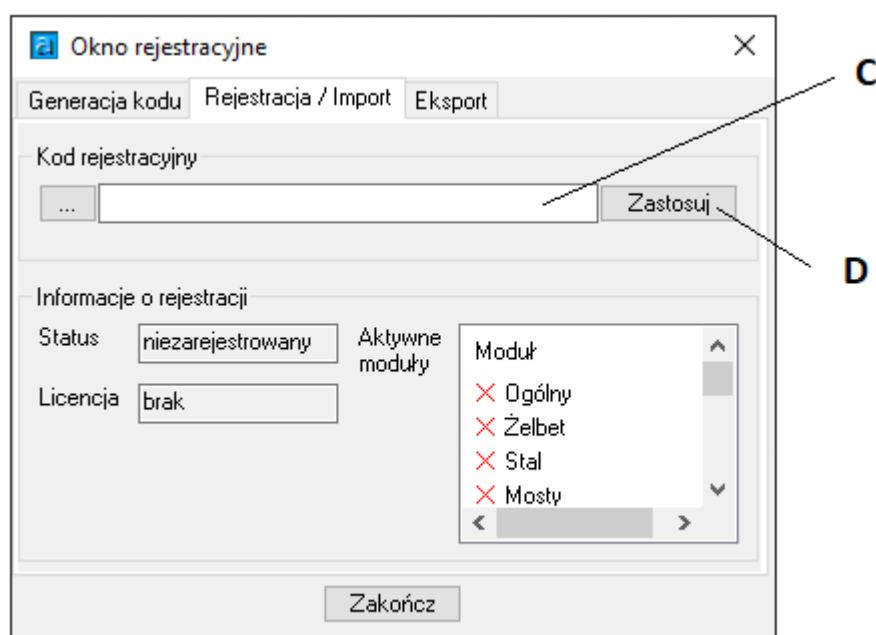 Okno rejestracyjne
C
Generacja kodu Rejestracja / Import Eksport
Kod rejestracyjny
... Zastosuj
D
Informacje o rejestracji
Status niezarejestrowany Aktywne moduły
Licencja brak
Moduł
Ogólny
Żelbet
Stal
Mosty
Zakończ